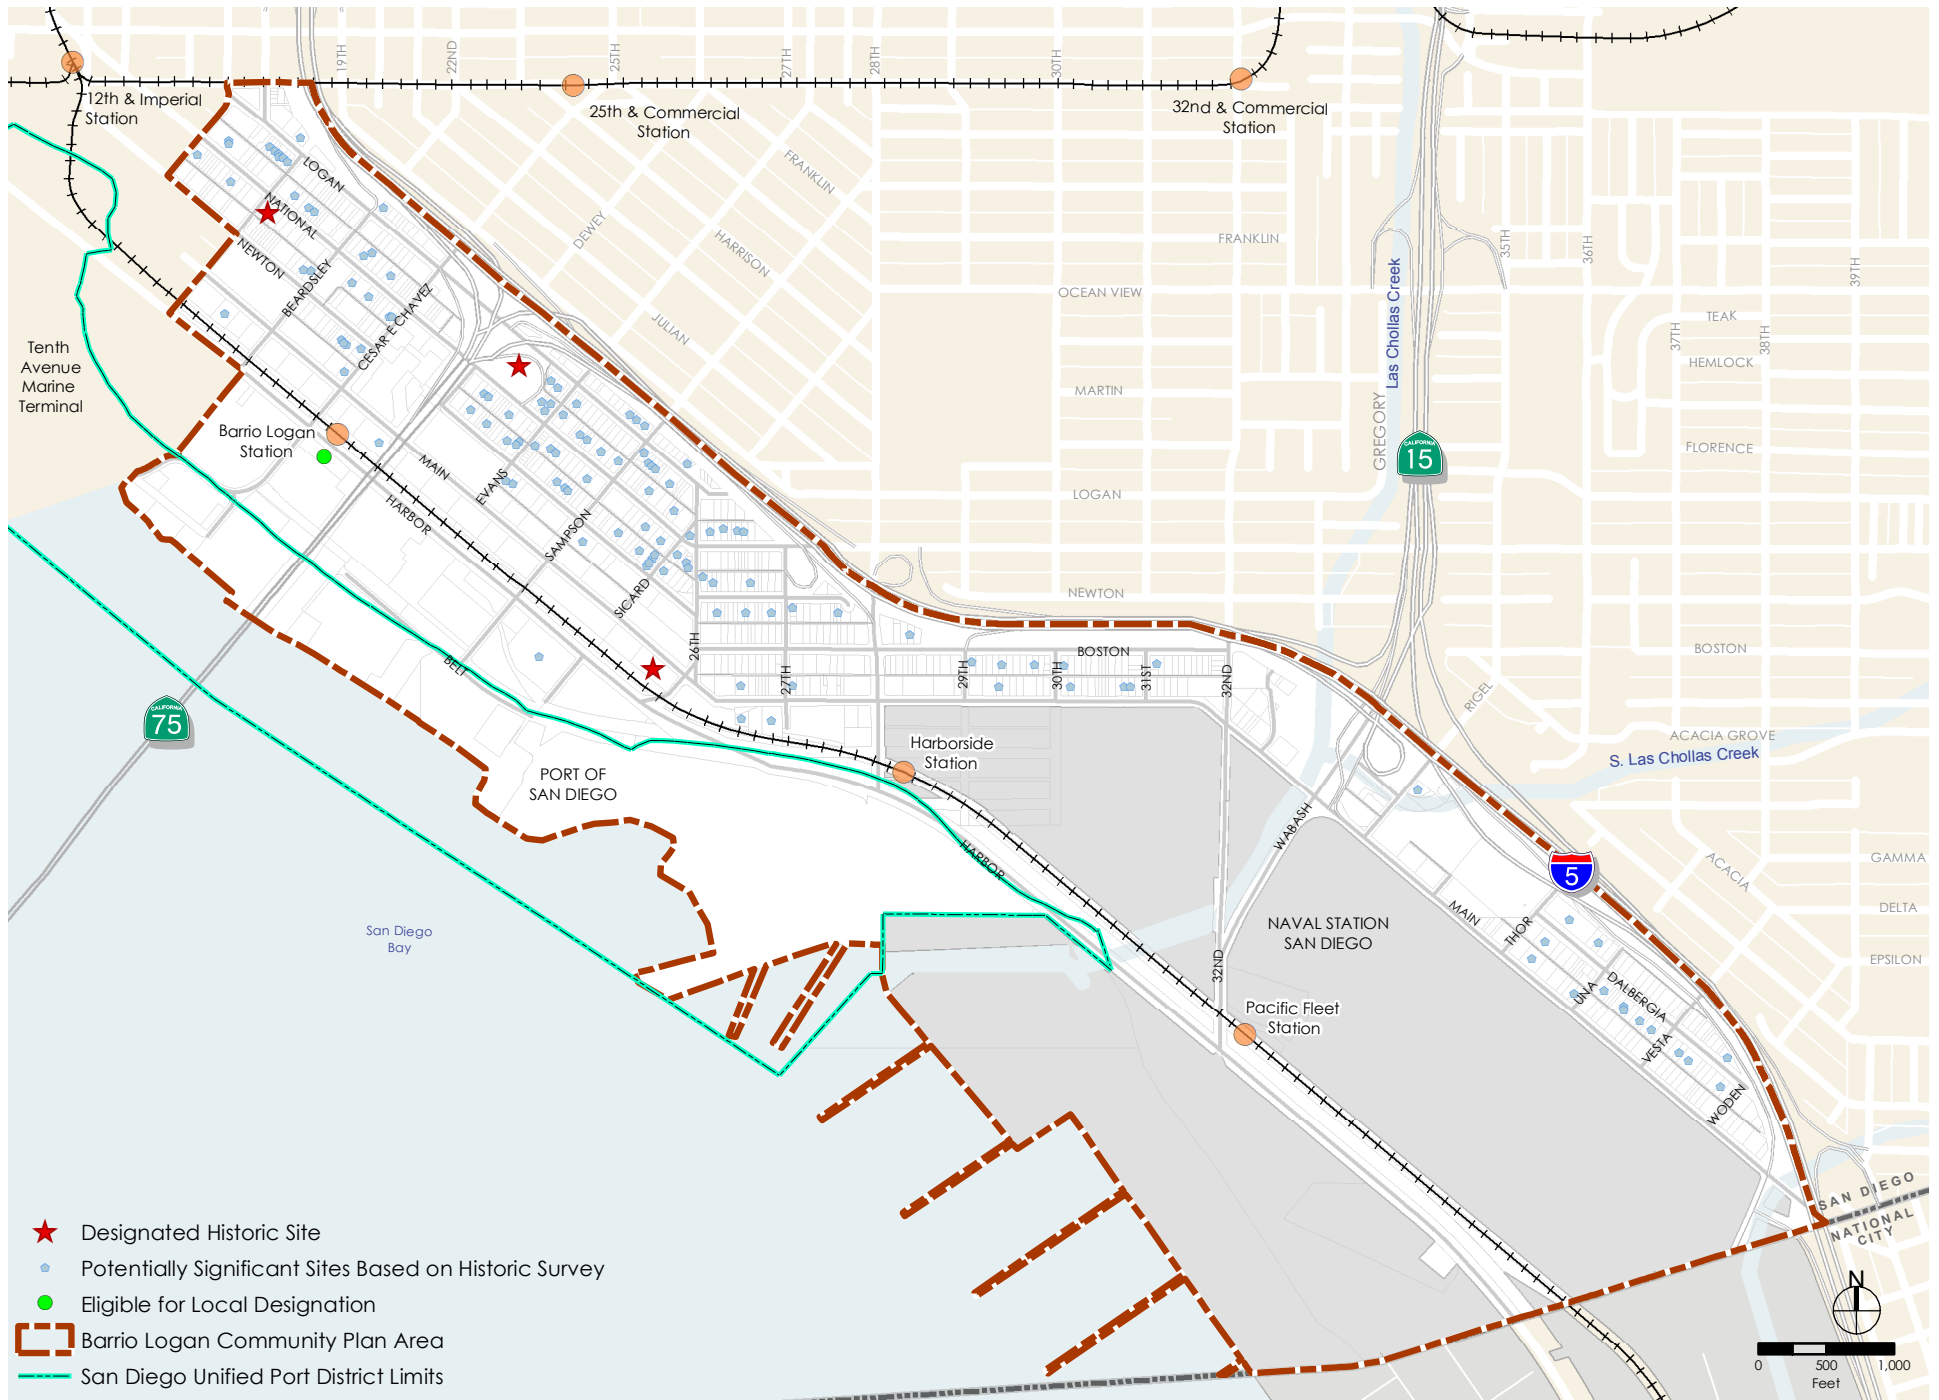 19TH
22ND
25TH
27TH
28TH
30TH
12th & Imperial
Station
25th & Commercial
Station
32nd & Commercial
Station
LOGAN
NATIONAL
NEWTON
BEARDSLEY
CESAR E CHAVEZ
FRANKLIN
DEWEY
HARRISON
JULIAN
FRANKLIN
OCEAN VIEW
MARTIN
LOGAN
NEWTON
GREGORY
Las Chollas Creek
35TH
36TH
37TH
38TH
39TH
TEAK
HEMLOCK
FLORENCE
BOSTON
ACACIA GROVE
S. Las Chollas Creek
RIGEL
ACACIA
GAMMA
DELTA
EPSILON
CALIFORNIA
15
Tenth
Avenue
Marine
Terminal
Barrio Logan
Station
MAIN
HARBOR
EVANS
SAMPSON
SICARD
BELT
26TH
27TH
29TH
30TH
31ST
32ND
BOSTON
CALIFORNIA
75
PORT OF
SAN DIEGO
Harborside
Station
HARBOR
WABASH
32ND
NAVAL STATION
SAN DIEGO
Pacific Fleet
Station
MAIN
THOR
UNA
DALBERGIA
VESTA
WODEN
5
San Diego
Bay
SAN DIEGO
NATIONAL
CITY
Designated Historic Site
Potentially Significant Sites Based on Historic Survey
Eligible for Local Designation
Barrio Logan Community Plan Area
San Diego Unified Port District Limits
N
0 500 1,000
Feet